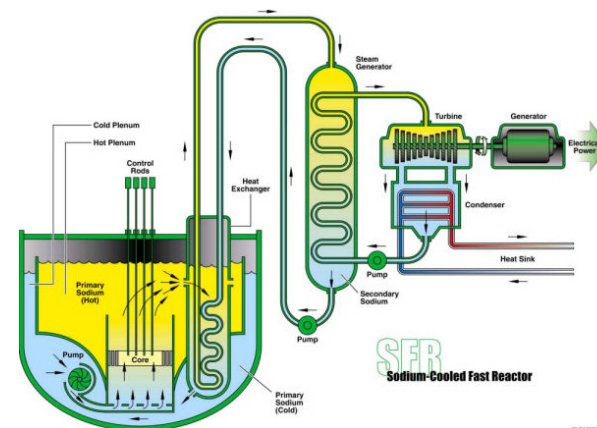 Steam
Generator
Turbine
Generator
Electrical
Power
Cold Plenum
Hot Plenum
Control
Rods
Heat
Exchanger
Condenser
Heat Sink
Pump
Secondary
Sodium
Pump
Primary
Sodium
(Hot)
Pump
Core
Primary
Sodium
(Cold)
SFR
Sodium-Cooled Fast Reactor